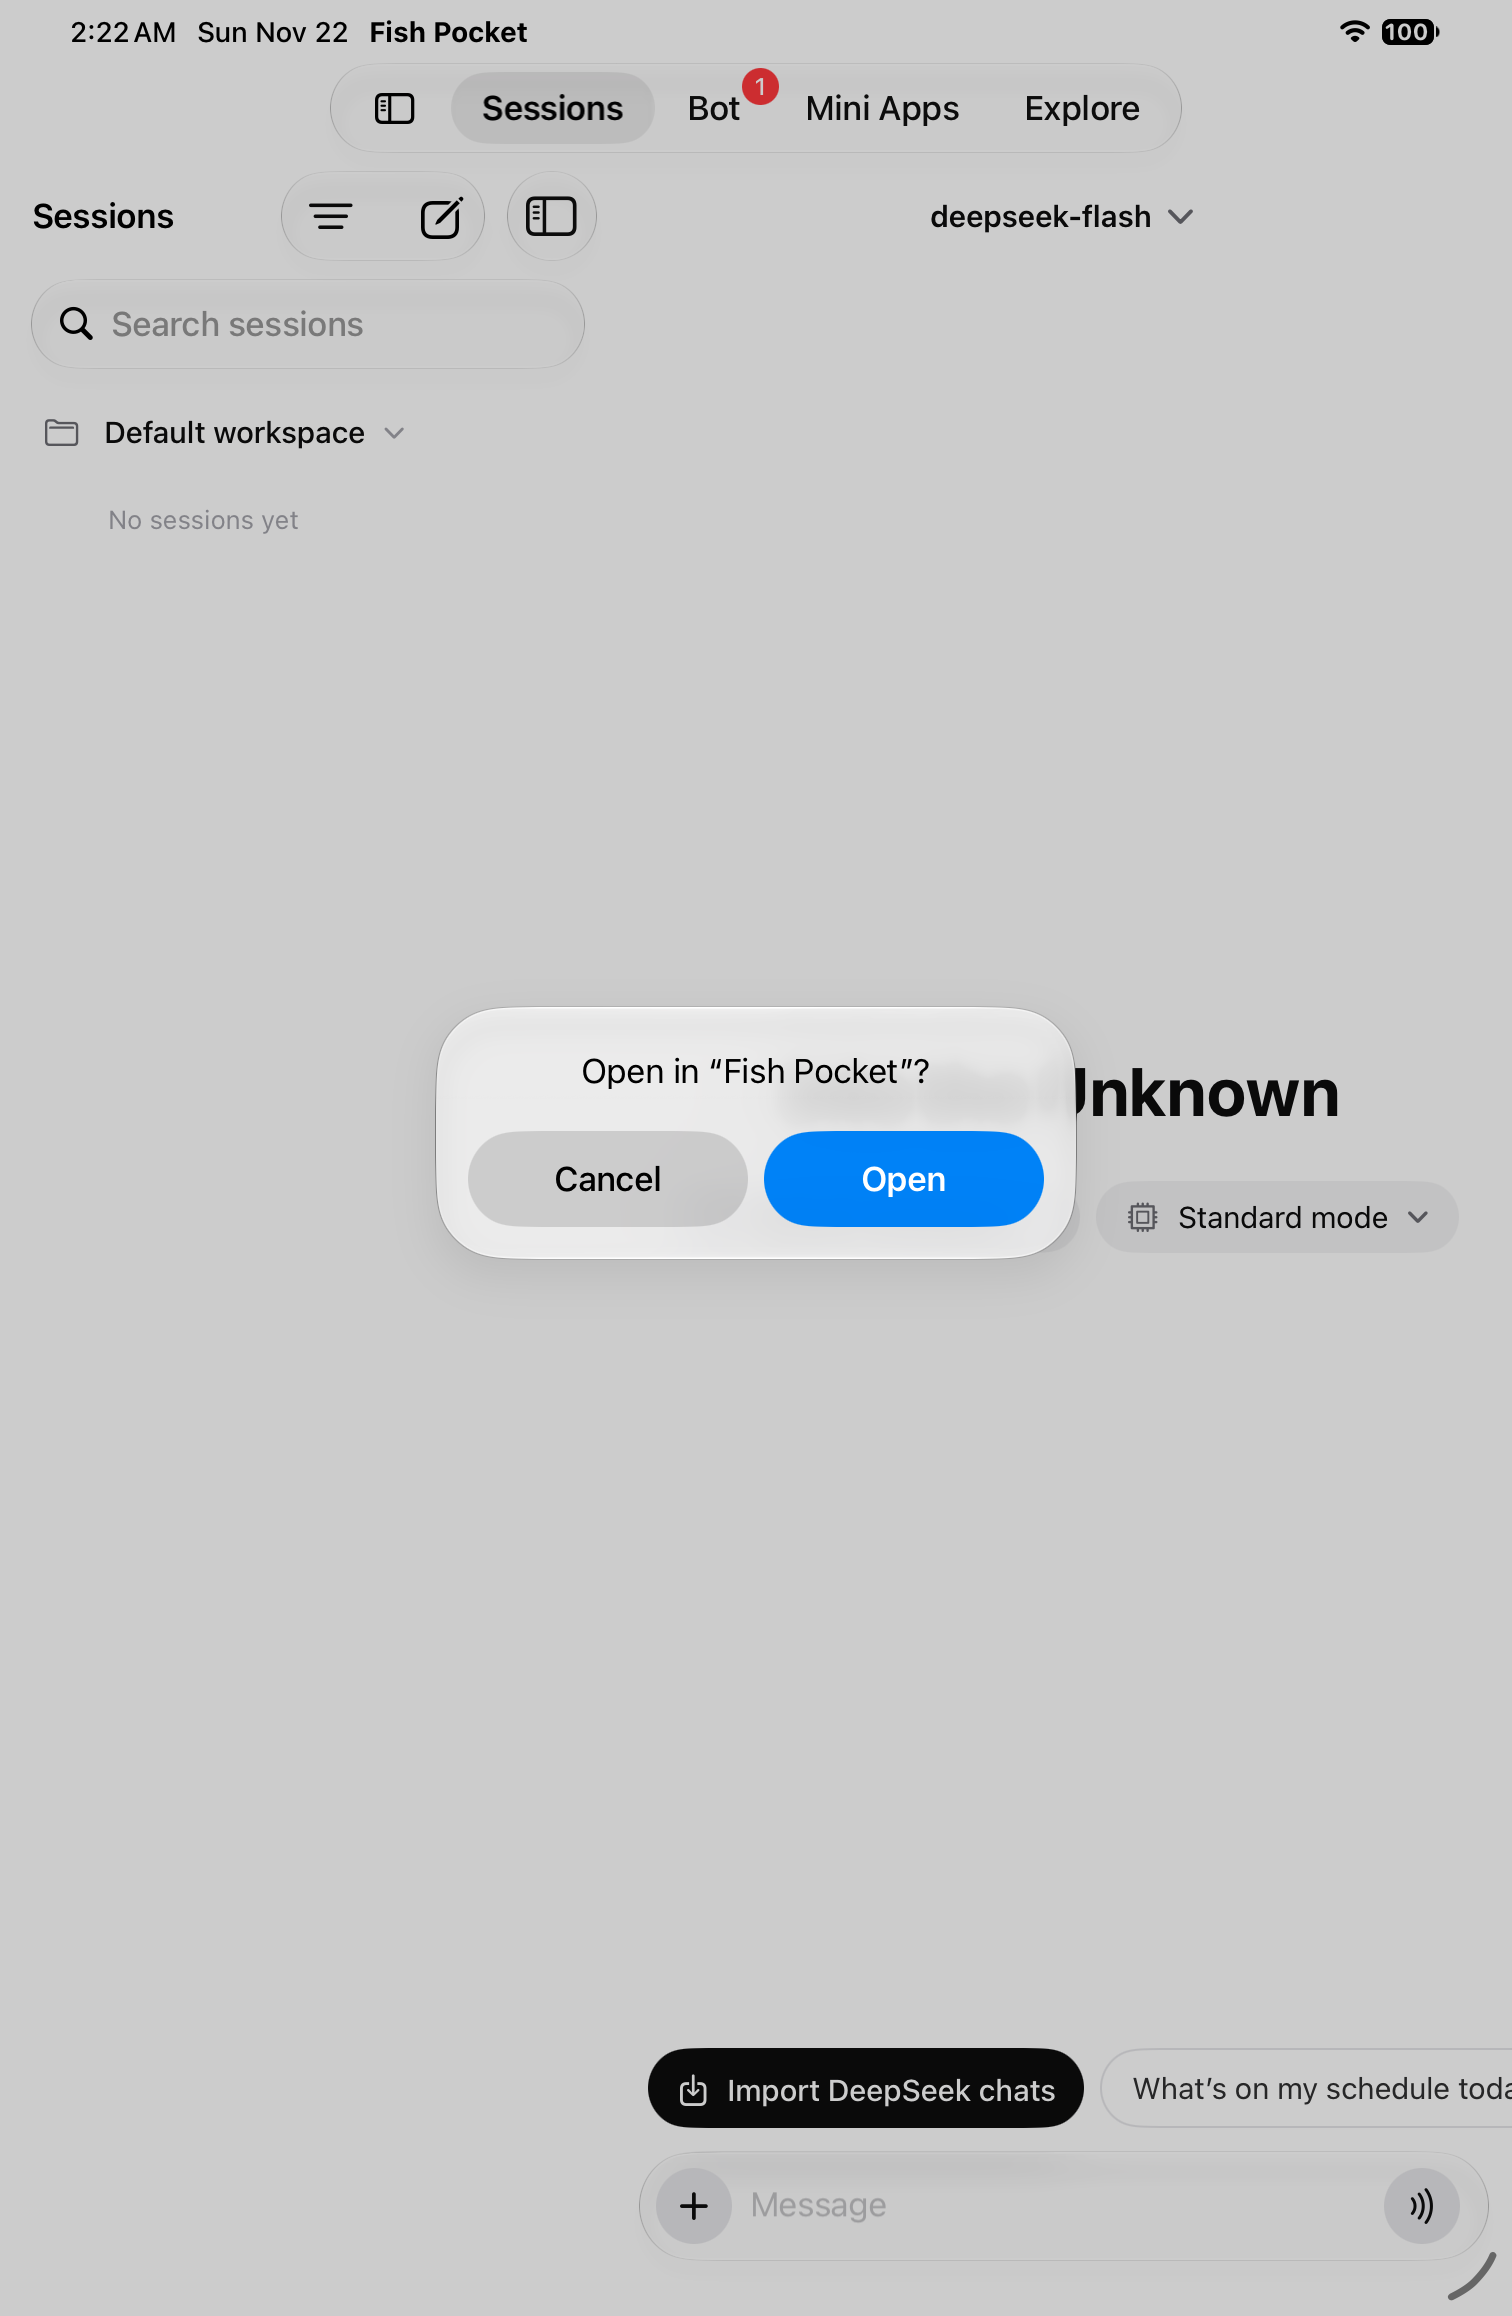 2:22 AM Sun Nov 22 Fish Pocket
100
Sessions
Bot
1
Mini Apps
Explore
Sessions
deepseek-flash
Search sessions
Default workspace
No sessions yet
Open in “Fish Pocket”?
Cancel
Open
Unknown
Standard mode
Import DeepSeek chats
What’s on my schedule toda
Message